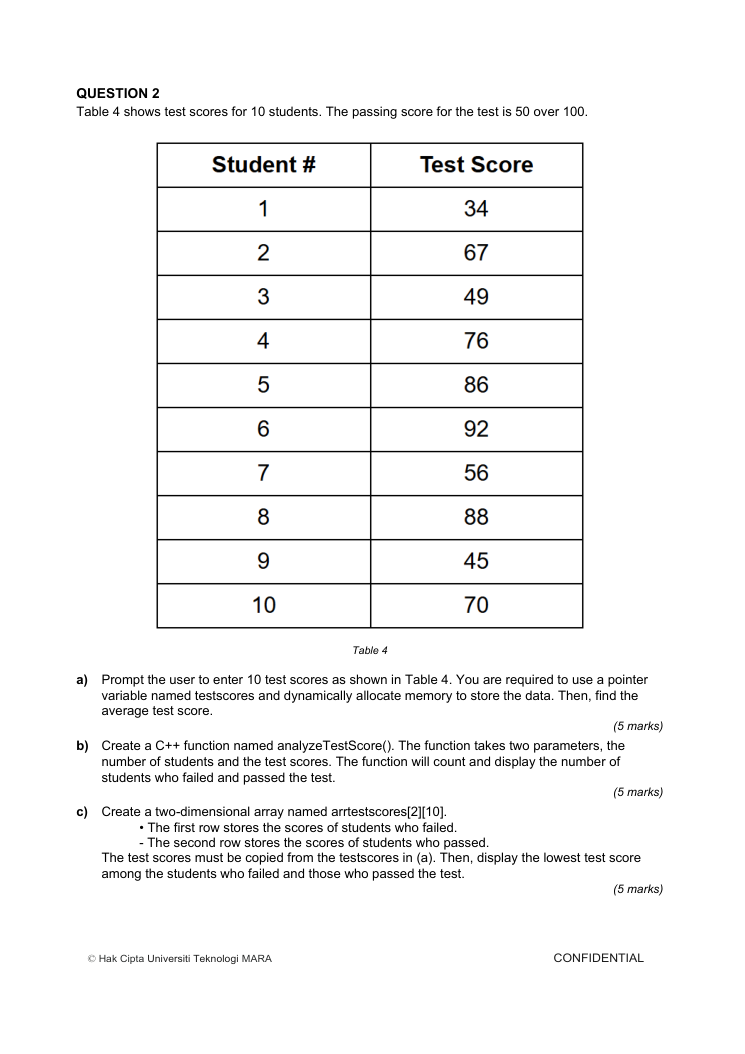 QUESTION 2
Table 4 shows test scores for 10 students. The passing score for the test is 50 over 100.
Student # Test Score
1 34
2 67
3 49
4 76
5 86
6 92
7 56
8 88
9 45
10 70
Table 4
a) Prompt the user to enter 10 test scores as shown in Table 4. You are required to use a pointer
variable named testscores and dynamically allocate memory to store the data. Then, find the
average test score.
(5 marks)
b) Create a C++ function named analyzeTestScore(). The function takes two parameters, the
number of students and the test scores. The function will count and display the number of
students who failed and passed the test.
(5 marks)
c) Create a two-dimensional array named arrtestscores[2][10].
• The first row stores the scores of students who failed.
- The second row stores the scores of students who passed.
The test scores must be copied from the testscores in (a). Then, display the lowest test score
among the students who failed and those who passed the test.
(5 marks)
© Hak Cipta Universiti Teknologi MARA CONFIDENTIAL